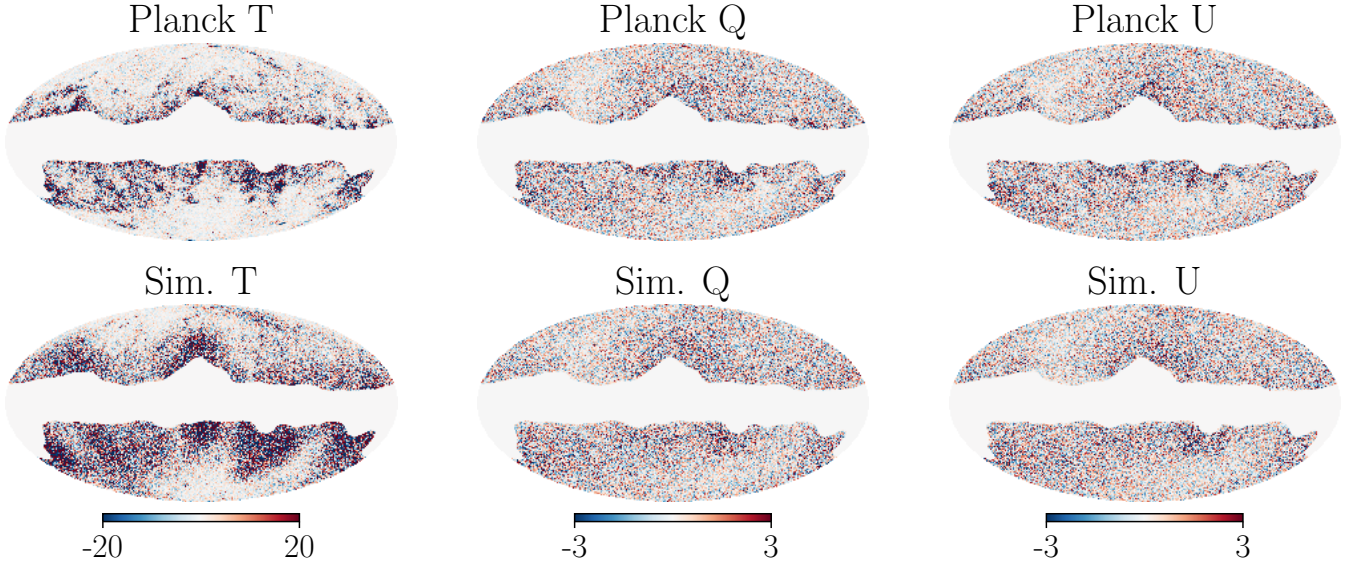 Planck T
Planck Q
Planck U
Sim. T
Sim. Q
Sim. U
-20
20
-3
3
-3
3